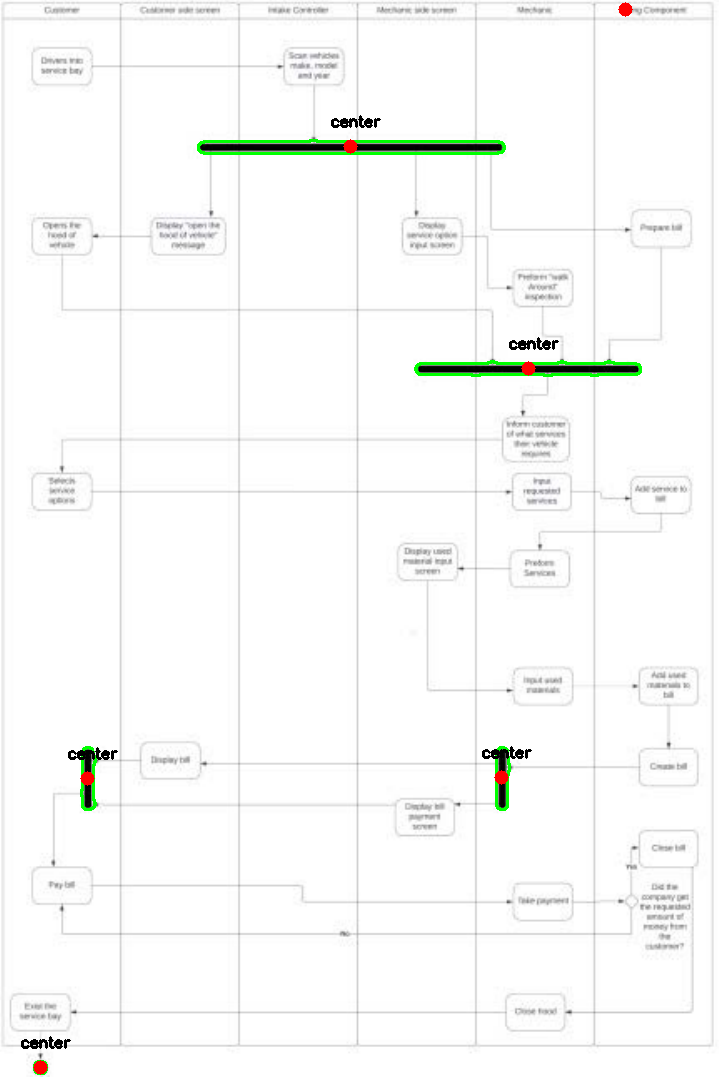 Customer
Customer side screen
Intake Controller
Mechanic side screen
Mechanic
Component
Drivers into
service bay
Scan vehicles
make, model
and year
center
Opens the
hood of
vehicle
Display "open the
hood of vehicle"
message
Display
service option
input screen
Prepare bill
Preform "walk
Around"
inspection
center
Inform customer
of what services
their vehicle
requires
Selects
service
options
Input
requested
services
Add service to
bill
Display used
material input
screen
Preform
Services
Input used
materials
Add used
materials to
bill
center
Display bill
center
Create bill
Display bill
payment
screen
Close bill
Yes
Pay bill
Take payment
Did the
company get
the requested
amount of
money from
the
customer?
no
Exist the
service bay
Close hood
center